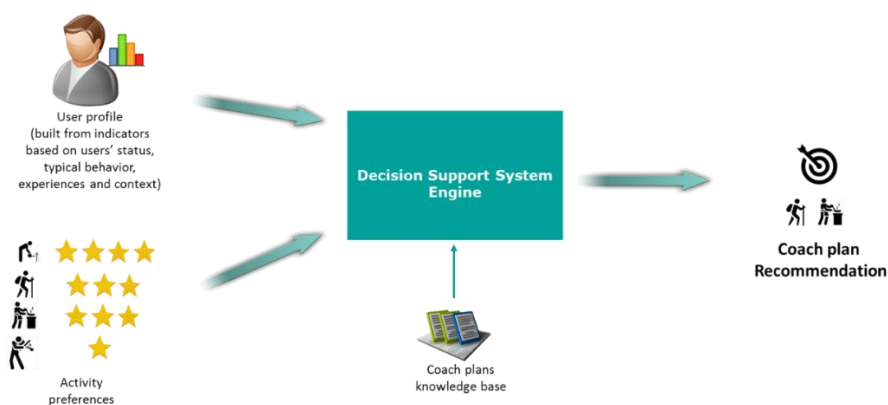 User profile
(built from indicators
based on users' status,
typical behavior,
experiences and context)
Decision Support System
Engine
Coach plan
Recommendation
Activity
preferences
Coach plans
knowledge base